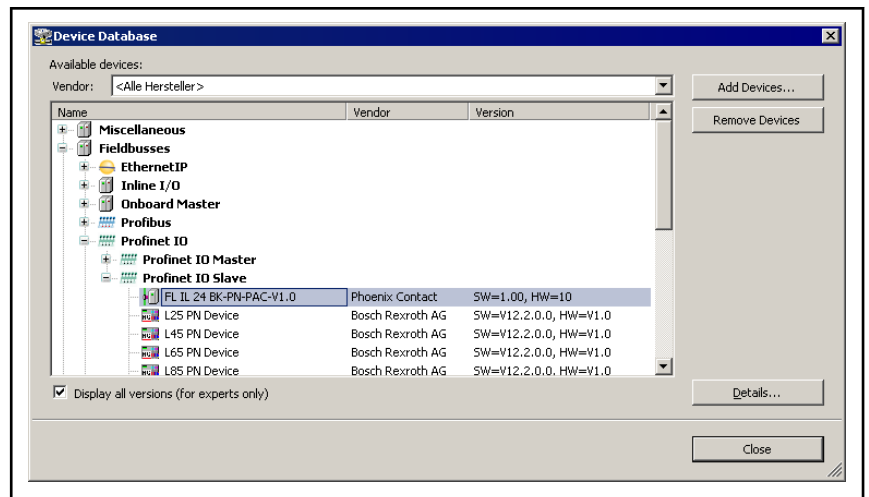 Device Database
Available devices:
Vendor: <Alle Hersteller>
Add Devices...
Name Vendor Version
Remove Devices
Miscellaneous
Fieldbusses
EthernetIP
Inline I/O
Onboard Master
Profibus
Profinet IO
Profinet IO Master
Profinet IO Slave
FL IL 24 BK-PN-PAC-V1.0 Phoenix Contact SW=1.00, HW=10
L25 PN Device Bosch Rexroth AG SW=V12.2.0.0, HW=V1.0
L45 PN Device Bosch Rexroth AG SW=V12.2.0.0, HW=V1.0
L65 PN Device Bosch Rexroth AG SW=V12.2.0.0, HW=V1.0
L85 PN Device Bosch Rexroth AG SW=V12.2.0.0, HW=V1.0
Display all versions (for experts only)
Details...
Close